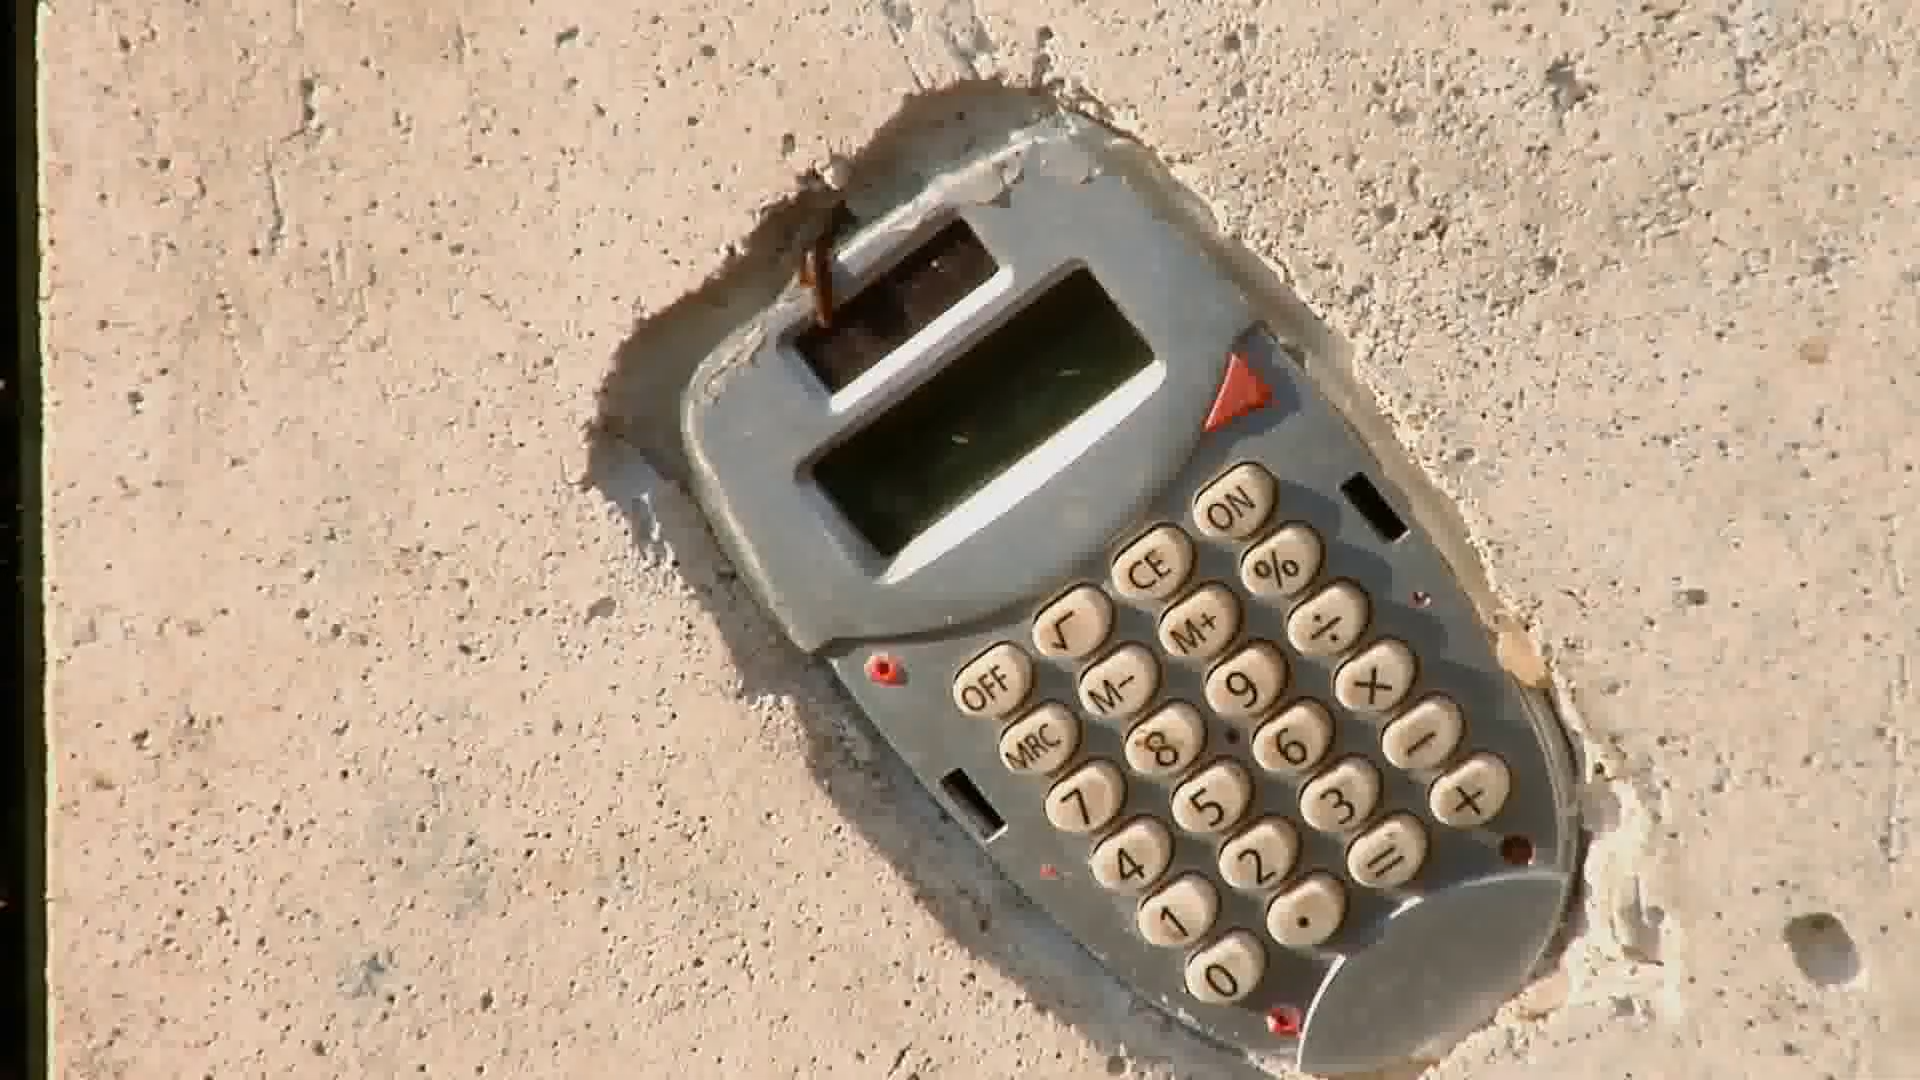 OFF √ CE ON
MRC M− M+ %
7 8 9 ÷
4 5 6 ×
1 2 3 −
0 . = +